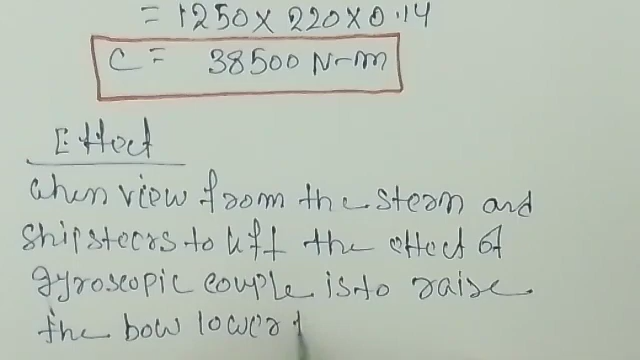 = 1250 × 220 × 0.14
C = 38500 N-m
Effect
When view from the stern and
ship steers to left the effect of
gyroscopic couple is to raise
the bow lower